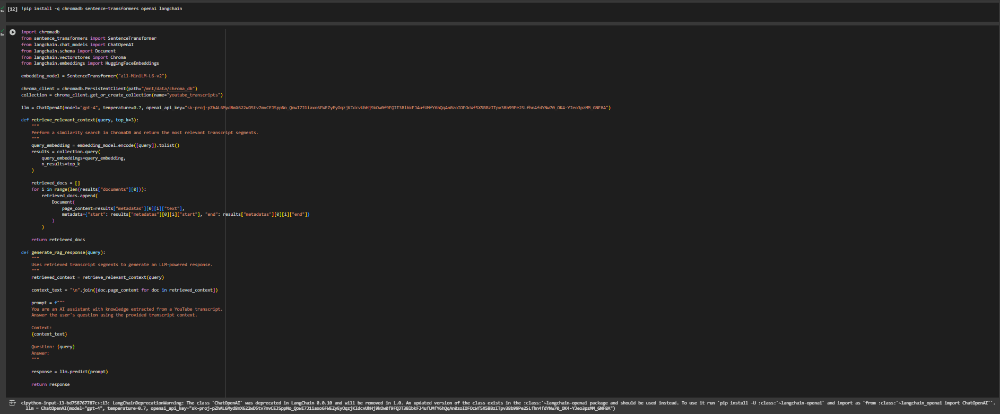 [12] !pip install -q chromadb sentence-transformers openai langchain
import chromadb
from sentence_transformers import SentenceTransformer
from langchain.chat_models import ChatOpenAI
from langchain.schema import Document
from langchain.vectorstores import Chroma
from langchain.embeddings import HuggingFaceEmbeddings
embedding_model = SentenceTransformer("all-MiniLM-L6-v2")
chroma_client = chromadb.PersistentClient(path="/mnt/data/chroma_db")
collection = chroma_client.get_or_create_collection(name="youtube_transcripts")
llm = ChatOpenAI(model="gpt-4", temperature=0.7, openai_api_key="")
def retrieve_relevant_context(query, top_k=3):
"""
Perform a similarity search in ChromaDB and return the most relevant transcript segments.
"""
query_embedding = embedding_model.encode([query]).tolist()
results = collection.query(
query_embeddings=query_embedding,
n_results=top_k
)
retrieved_docs = []
for i in range(len(results["documents"][0])):
retrieved_docs.append(
Document(
page_content=results["metadatas"][0][i]["text"],
metadata={"start": results["metadatas"][0][i]["start"], "end": results["metadatas"][0][i]["end"]}
)
)
return retrieved_docs
def generate_rag_response(query):
"""
Uses retrieved transcript segments to generate an LLM-powered response.
"""
retrieved_context = retrieve_relevant_context(query)
context_text = "\n".join([doc.page_content for doc in retrieved_context])
prompt = f"""
You are an AI assistant with knowledge extracted from a YouTube transcript.
Answer the user's question using the provided transcript context.
Context:
{context_text}
Question: {query}
Answer:
"""
response = llm.predict(prompt)
return response
<ipython-input-13-bd758767787c>:13: LangChainDeprecationWarning: The class `ChatOpenAI` was deprecated in LangChain 0.0.10 and will be removed in 1.0. An updated version of the class exists in the :class:`~langchain-openai package and should be used instead. To use it run `pip install -U :class:`~langchain-openai` and import as `from :class:`~langchain_openai import ChatOpenAI``.
llm = ChatOpenAI(model="gpt-4", temperature=0.7, openai_api_key="")